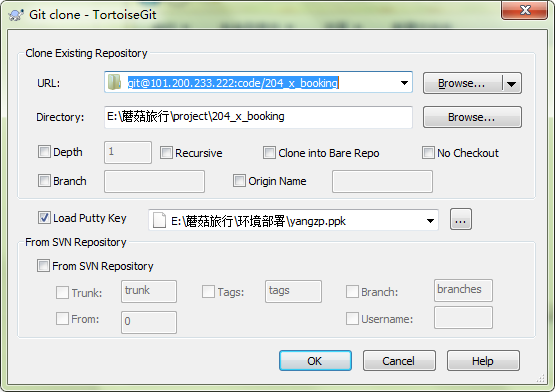 Git clone - TortoiseGit
Clone Existing Repository
URL: git@101.200.233.222:code/204_x_booking Browse...
Directory: E:\蘑菇旅行\project\204_x_booking Browse...
Depth 1 Recursive Clone into Bare Repo No Checkout
Branch Origin Name
Load Putty Key E:\蘑菇旅行\环境部署\yangzp.ppk ...
From SVN Repository
From SVN Repository
Trunk: trunk Tags: tags Branch: branches
From: 0 Username:
OK Cancel Help